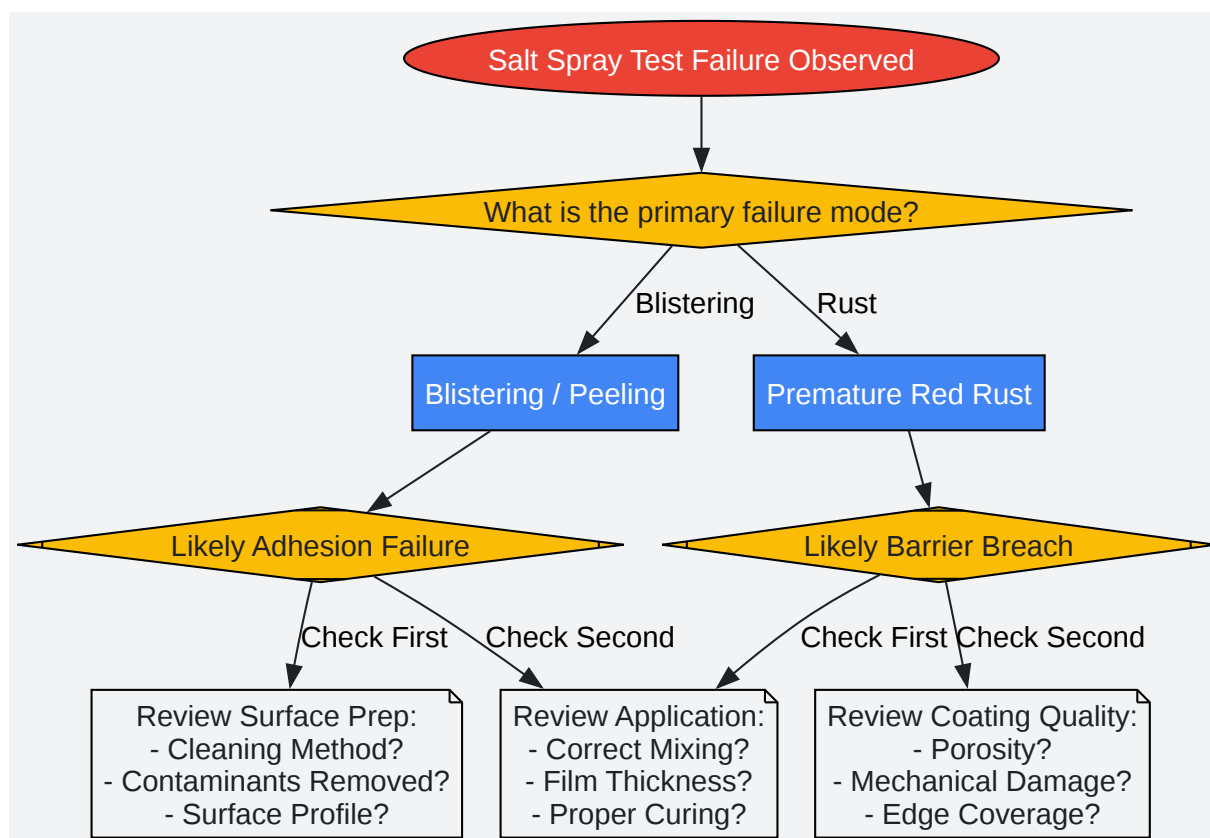 Salt Spray Test Failure Observed
What is the primary failure mode?
Blistering
Rust
Blistering / Peeling
Premature Red Rust
Likely Adhesion Failure
Likely Barrier Breach
Check First
Check Second
Check First
Check Second
Review Surface Prep:
- Cleaning Method?
- Contaminants Removed?
- Surface Profile?
Review Application:
- Correct Mixing?
- Film Thickness?
- Proper Curing?
Review Coating Quality:
- Porosity?
- Mechanical Damage?
- Edge Coverage?